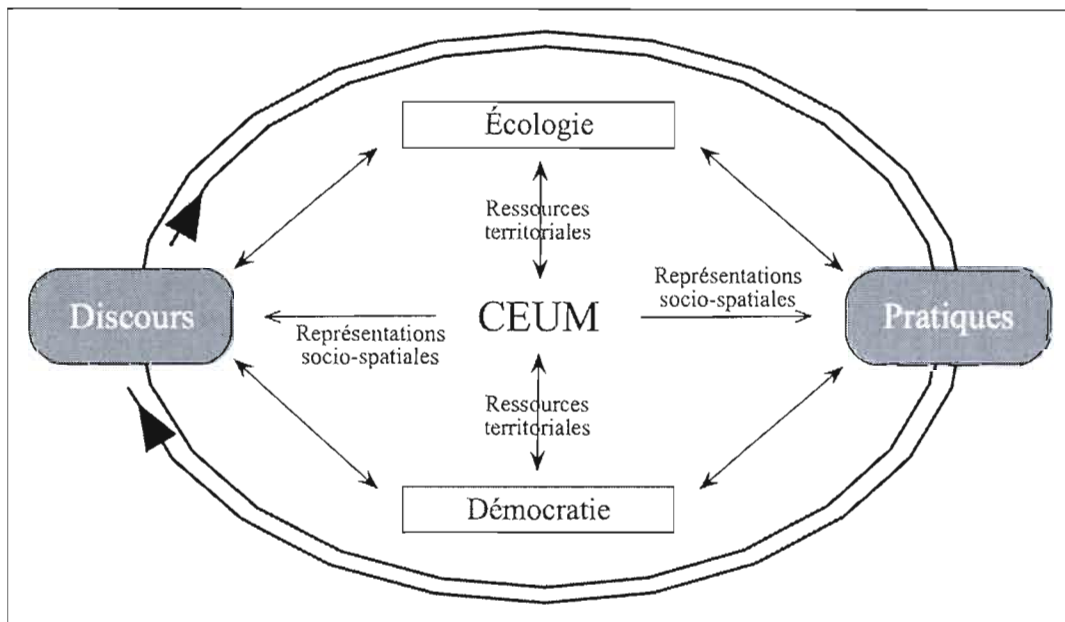 Écologie
Ressources
territoriales
Représentations
socio-spatiales
Discours
CEUM
Pratiques
Représentations
socio-spatiales
Ressources
territoriales
Démocratie